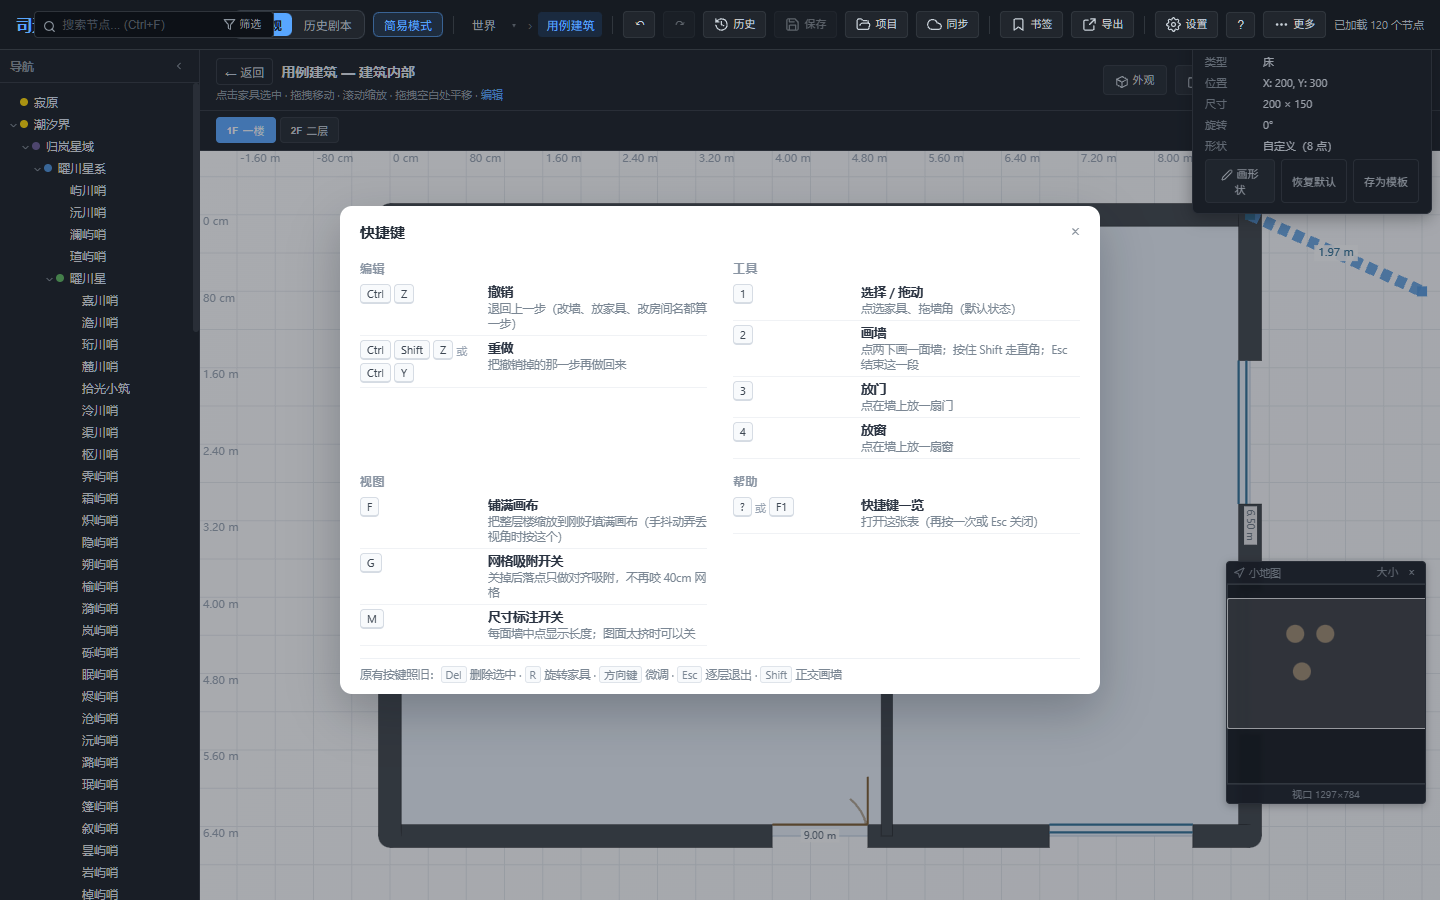 司
搜索节点... (Ctrl+F)
筛选
历史剧本
简易模式
世界
›
用例建筑
历史
保存
项目
同步
书签
导出
设置
?
··· 更多
已加载 120 个节点
导航
寂原
潮汐界
归岚星域
曜川星系
屿川哨
沅川哨
澜屿哨
瑄屿哨
曜川星
嘉川哨
澹川哨
珩川哨
麓川哨
拾光小筑
泠川哨
渠川哨
枢川哨
霁屿哨
霜屿哨
炽屿哨
隐屿哨
朔屿哨
榆屿哨
漪屿哨
岚屿哨
砾屿哨
眠屿哨
烬屿哨
沧屿哨
沅屿哨
潞屿哨
珉屿哨
篷屿哨
叙屿哨
昙屿哨
岩屿哨
棹屿哨
← 返回
用例建筑 — 建筑内部
点击家具选中 · 拖拽移动 · 滚动缩放 · 拖拽空白处平移 · 编辑
外观
1F 一楼
2F 二层
类型 床
位置 X: 200, Y: 300
尺寸 200 × 150
旋转 0°
形状 自定义（8 点）
画形状
恢复默认
存为模板
-1.60 m
-80 cm
0 cm
80 cm
1.60 m
2.40 m
3.20 m
4.00 m
4.80 m
5.60 m
6.40 m
7.20 m
8.00 m
0 cm
80 cm
1.60 m
2.40 m
3.20 m
4.00 m
4.80 m
5.60 m
6.40 m
1.97 m
6.50 m
9.00 m
快捷键
×
编辑
Ctrl Z
撤销
退回上一步（改墙、放家具、改房间名都算
一步）
Ctrl Shift Z 或
Ctrl Y
重做
把撤销掉的那一步再做回来
工具
1
选择 / 拖动
点选家具、拖墙角（默认状态）
2
画墙
点两下画一面墙；按住 Shift 走直角；Esc
结束这一段
3
放门
点在墙上放一扇门
4
放窗
点在墙上放一扇窗
视图
F
铺满画布
把整层楼缩放到刚好填满画布（手抖动弄丢
视角时按这个）
G
网格吸附开关
关掉后落点只做对齐吸附，不再咬 40cm 网
格
M
尺寸标注开关
每面墙中点显示长度；图面太挤时可以关
帮助
? 或 F1
快捷键一览
打开这张表（再按一次或 Esc 关闭）
原有按键照旧： Del 删除选中 · R 旋转家具 · 方向键 微调 · Esc 逐层退出 · Shift 正交画墙
小地图
大小
×
视口 1297×784